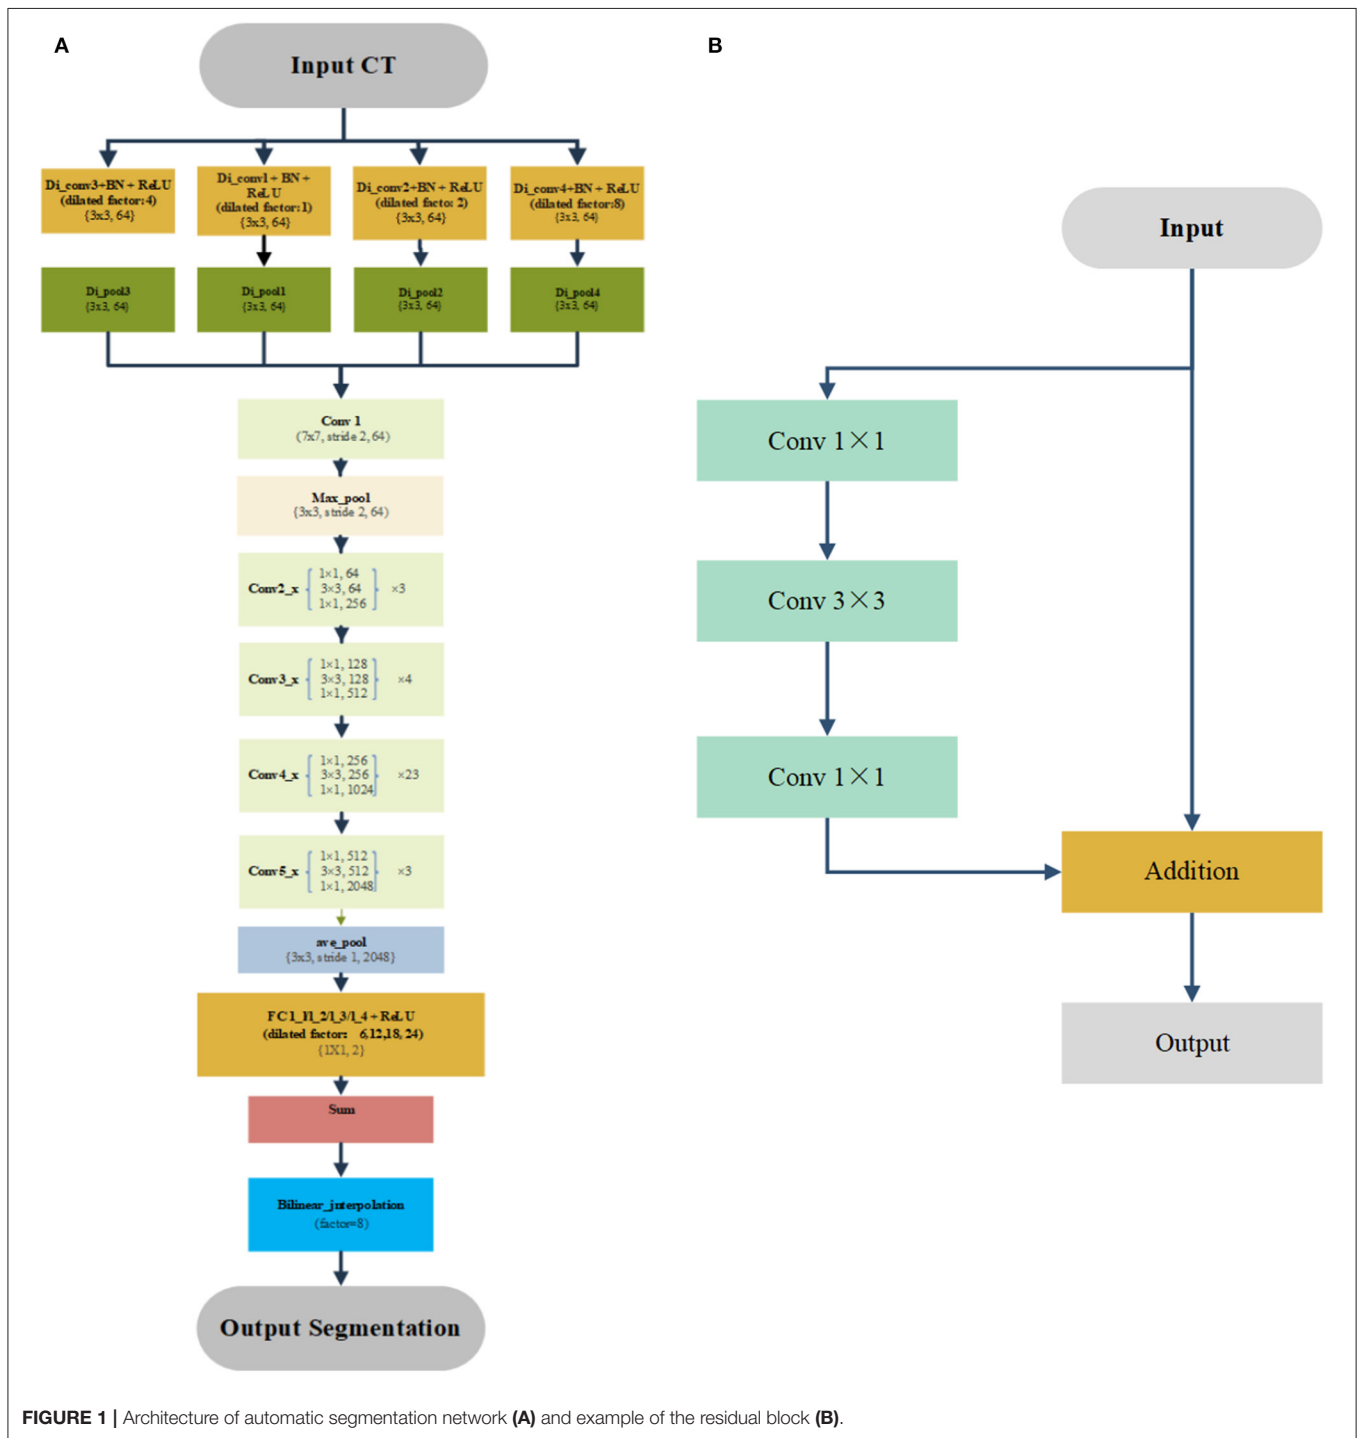 A
Input CT
Di_conv3+BN + ReLU
(dilated factor:4)
{3x3, 64}
Di_conv1 + BN +
ReLU
(dilated factor:1)
{3x3, 64}
Di_conv2+BN + ReLU
(dilated facto: 2)
{3x3, 64}
Di_conv4+BN + ReLU
(dilated factor:8)
{3x3, 64}
Di_pool3
{3x3, 64}
Di_pool1
{3x3, 64}
Di_pool2
{3x3, 64}
Di_pool4
{3x3, 64}
Conv 1
(7x7, stride 2, 64)
Max_pool
{3x3, stride 2, 64)
1×1, 64
Conv2_x 3×3, 64 ×3
1×1, 256
1×1, 128
Conv3_x 3×3, 128 ×4
1×1, 512
1×1, 256
Conv4_x 3×3, 256 ×23
1×1, 1024
1×1, 512
Conv5_x 3×3, 512 ×3
1×1, 2048
ave_pool
{3x3, stride 1, 2048}
FC1_1/1_2/1_3/1_4 + ReLU
(dilated factor: 6,12,18, 24)
{1X1, 2}
Sum
Bilinear_interpolation
(factor=8)
Output Segmentation
B
Input
Conv 1×1
Conv 3×3
Conv 1×1
Addition
Output
FIGURE 1 | Architecture of automatic segmentation network (A) and example of the residual block (B).